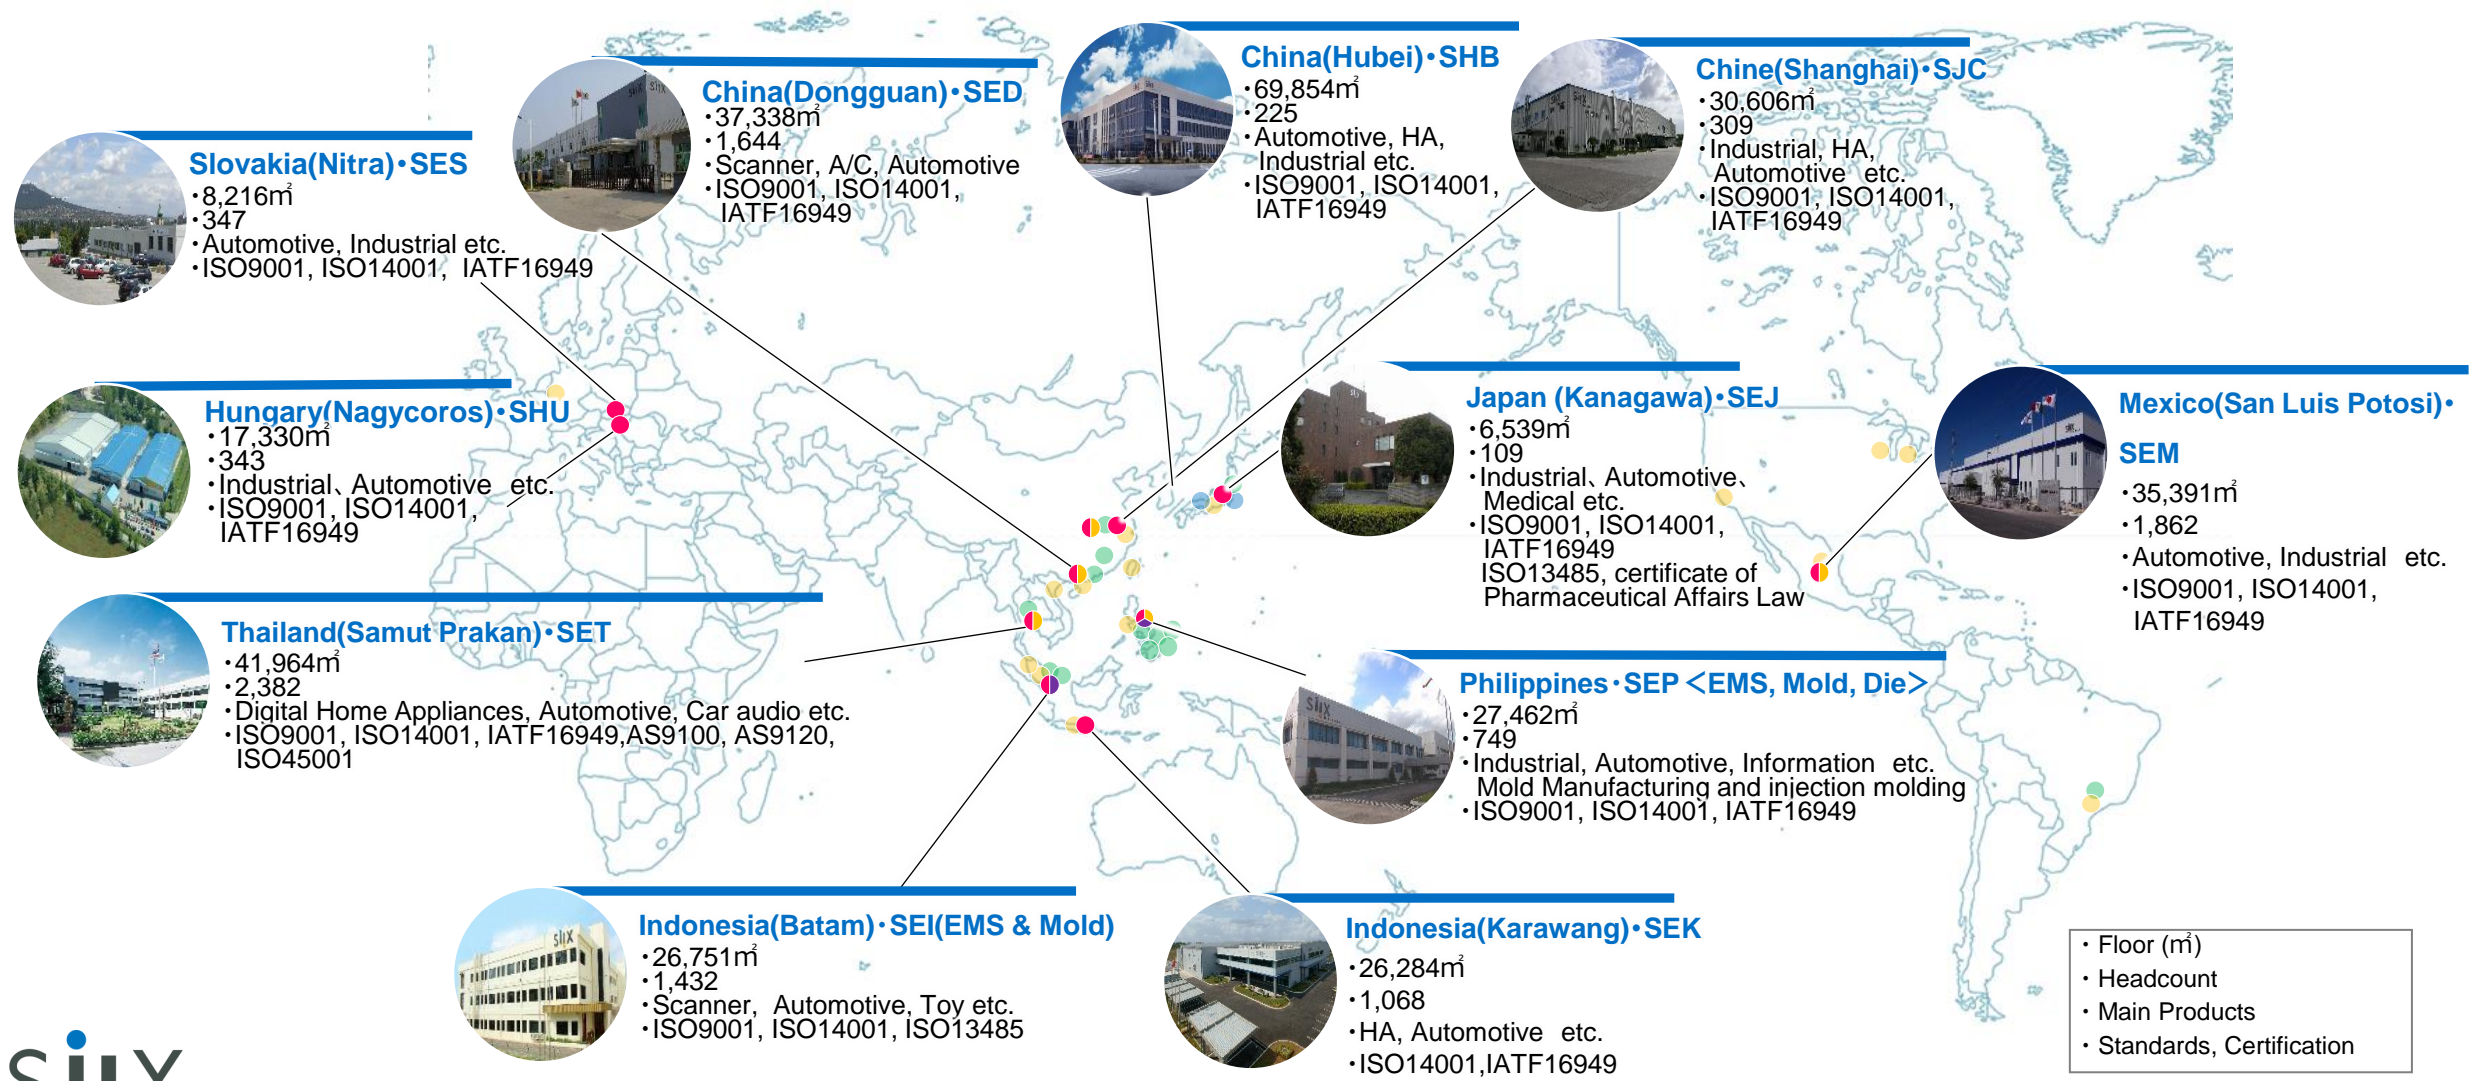 China(Hubei)・SHB
・69,854㎡
・225
・Automotive, HA,
Industrial etc.
・ISO9001, ISO14001,
IATF16949
Chine(Shanghai)・SJC
・30,606㎡
・309
・Industrial, HA,
Automotive etc.
・ISO9001, ISO14001,
IATF16949
China(Dongguan)・SED
・37,338㎡
・1,644
・Scanner, A/C, Automotive
・ISO9001, ISO14001,
IATF16949
Slovakia(Nitra)・SES
・8,216㎡
・347
・Automotive, Industrial etc.
・ISO9001, ISO14001, IATF16949
Hungary(Nagycoros)・SHU
・17,330㎡
・343
・Industrial、Automotive etc.
・ISO9001, ISO14001,
IATF16949
Japan (Kanagawa)・SEJ
・6,539㎡
・109
・Industrial、Automotive、
Medical etc.
・ISO9001, ISO14001,
IATF16949
ISO13485, certificate of
Pharmaceutical Affairs Law
Mexico(San Luis Potosi)・
SEM
・35,391㎡
・1,862
・Automotive, Industrial etc.
・ISO9001, ISO14001,
IATF16949
Thailand(Samut Prakan)・SET
・41,964㎡
・2,382
・Digital Home Appliances, Automotive, Car audio etc.
・ISO9001, ISO14001, IATF16949,AS9100, AS9120,
ISO45001
Philippines・SEP＜EMS, Mold, Die＞
・27,462㎡
・749
・Industrial, Automotive, Information etc.
Mold Manufacturing and injection molding
・ISO9001, ISO14001, IATF16949
SIIX
Indonesia(Batam)・SEI(EMS & Mold)
・26,751㎡
・1,432
・Scanner, Automotive, Toy etc.
・ISO9001, ISO14001, ISO13485
SIIX
Indonesia(Karawang)・SEK
・26,284㎡
・1,068
・HA, Automotive etc.
・ISO14001,IATF16949
・Floor (㎡)
・Headcount
・Main Products
・Standards, Certification
SIIX